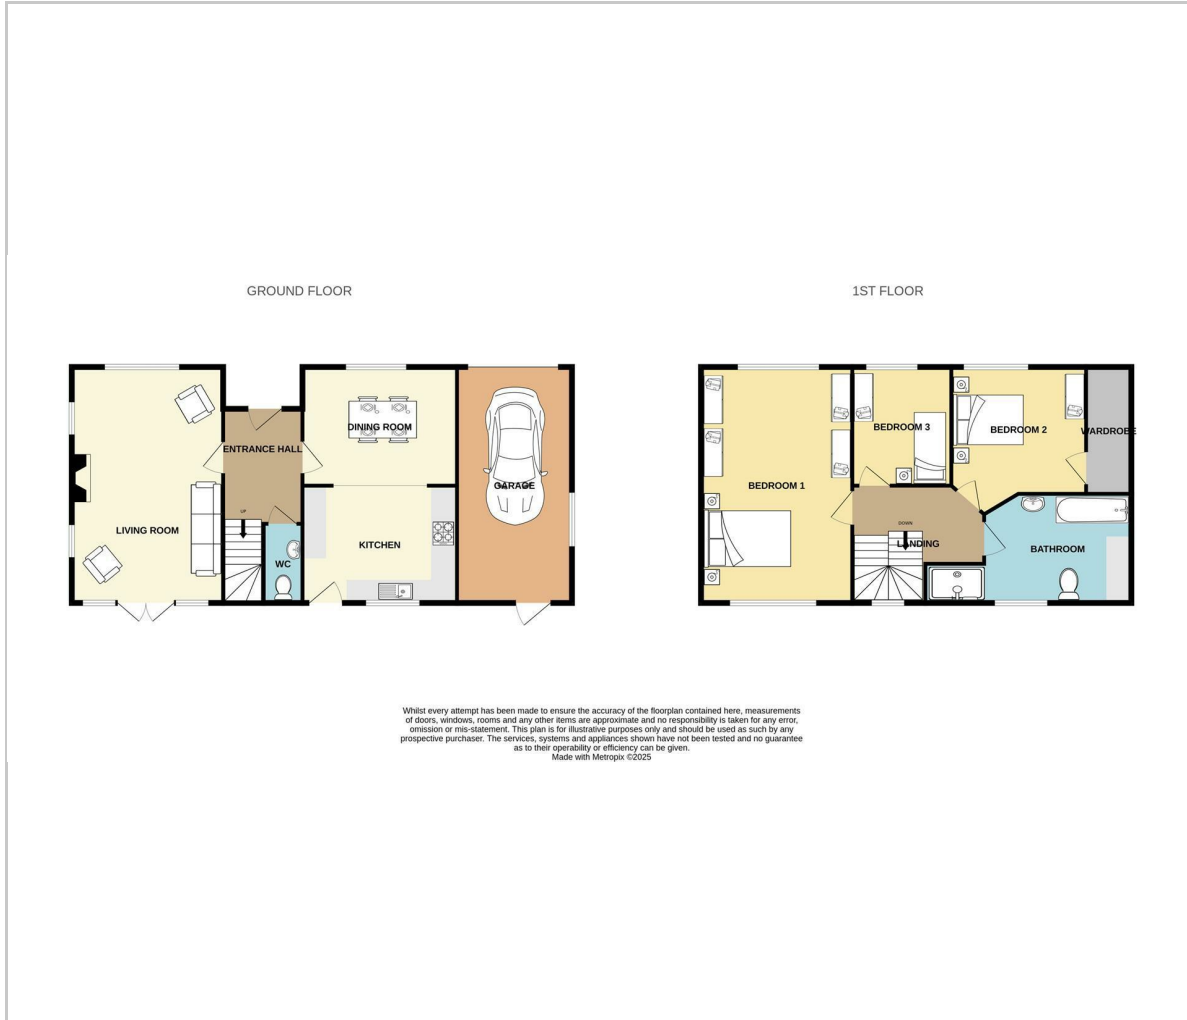 GROUND FLOOR
DINING ROOM
ENTRANCE HALL
GARAGE
UP
LIVING ROOM
KITCHEN
WC
1ST FLOOR
BEDROOM 3
BEDROOM 2
WARDROBE
BEDROOM 1
DOWN
LANDING
BATHROOM
Whilst every attempt has been made to ensure the accuracy of the floorplan contained here, measurements
of doors, windows, rooms and any other items are approximate and no responsibility is taken for any error,
omission or mis-statement. This plan is for illustrative purposes only and should be used as such by any
prospective purchaser. The services, systems and appliances shown have not been tested and no guarantee
as to their operability or efficiency can be given.
Made with Metropix ©2025